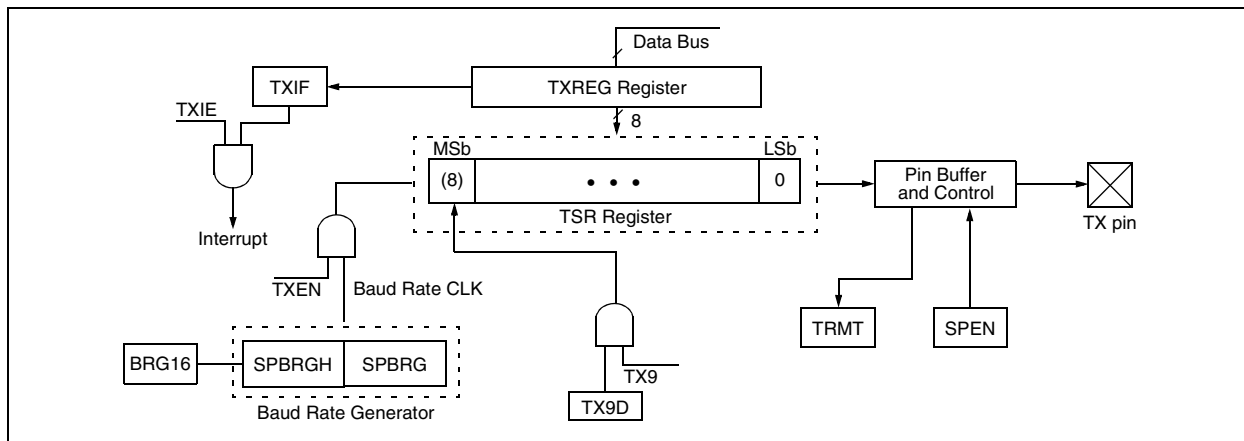 Data Bus
TXIF
TXREG Register
TXIE
8
MSb
LSb
(8)
• • •
0
TSR Register
Pin Buffer
and Control
TX pin
Interrupt
TXEN
Baud Rate CLK
TRMT
SPEN
BRG16
SPBRGH
SPBRG
TX9
Baud Rate Generator
TX9D